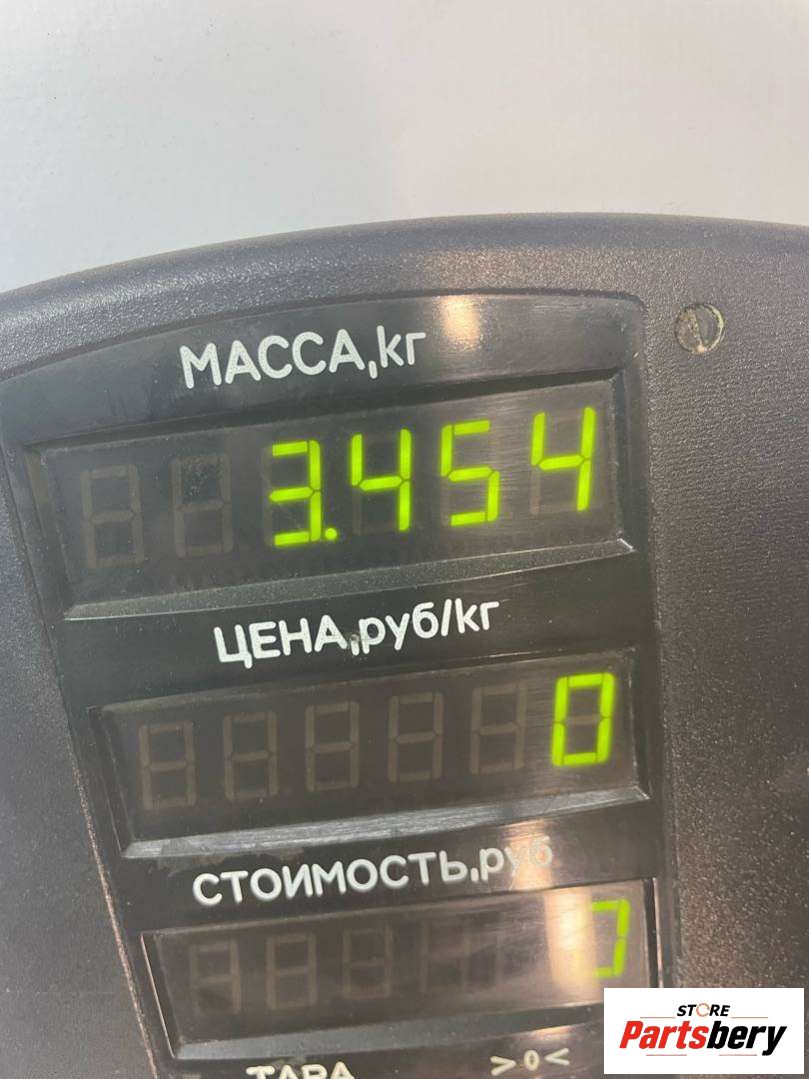 МАССА,кг
3.454
ЦЕНА,руб/кг
0
СТОИМОСТЬ,руб
0
ТАРА >0<
STORE
Partsbery